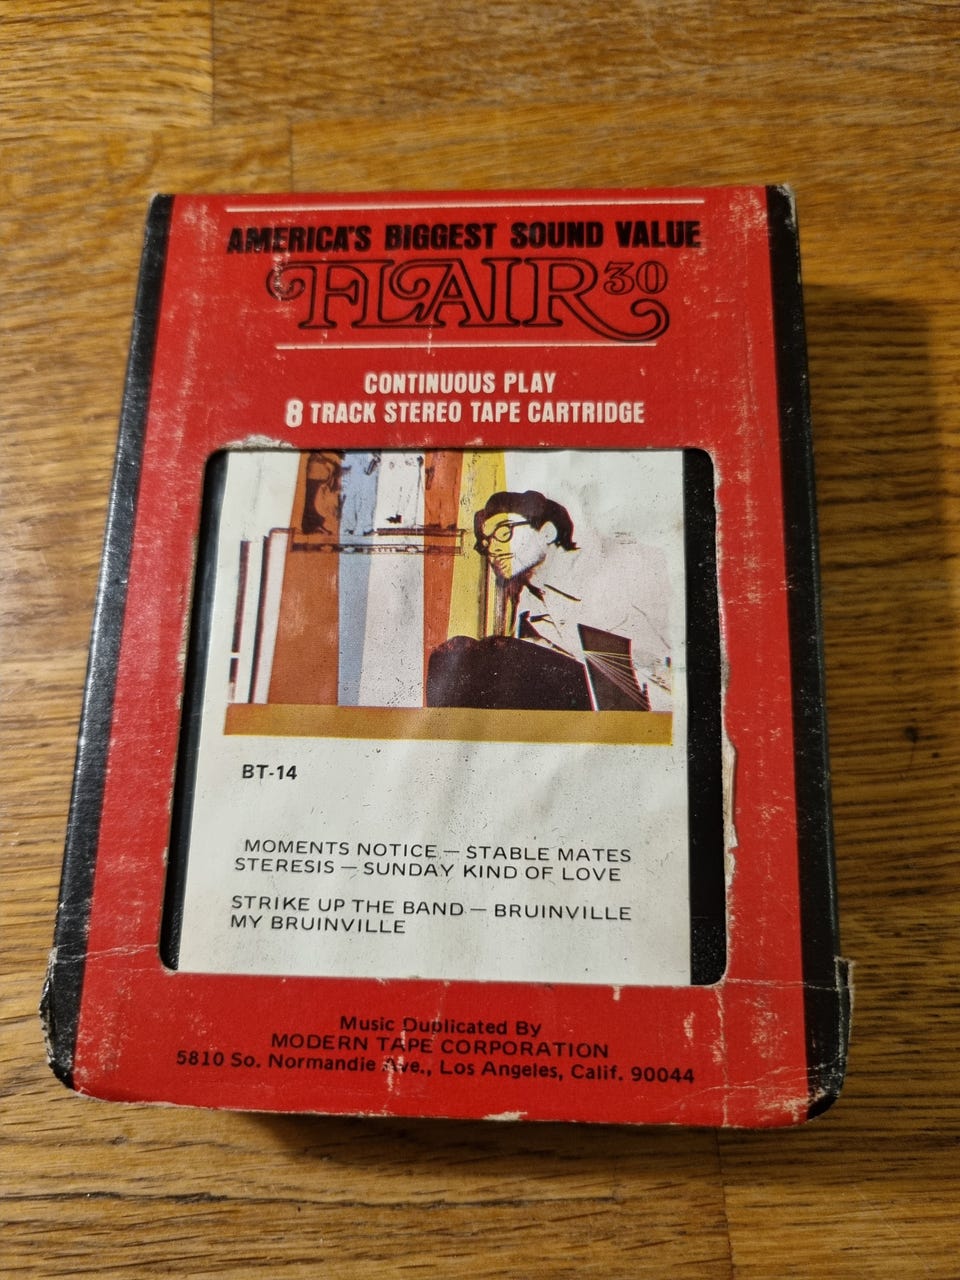 AMERICA'S BIGGEST SOUND VALUE
FLAIR 30
CONTINUOUS PLAY
8 TRACK STEREO TAPE CARTRIDGE
BT-14
MOMENTS NOTICE — STABLE MATES
STERESIS — SUNDAY KIND OF LOVE
STRIKE UP THE BAND — BRUINVILLE
MY BRUINVILLE
Music Duplicated By
MODERN TAPE CORPORATION
5810 So. Normandie Ave., Los Angeles, Calif. 90044